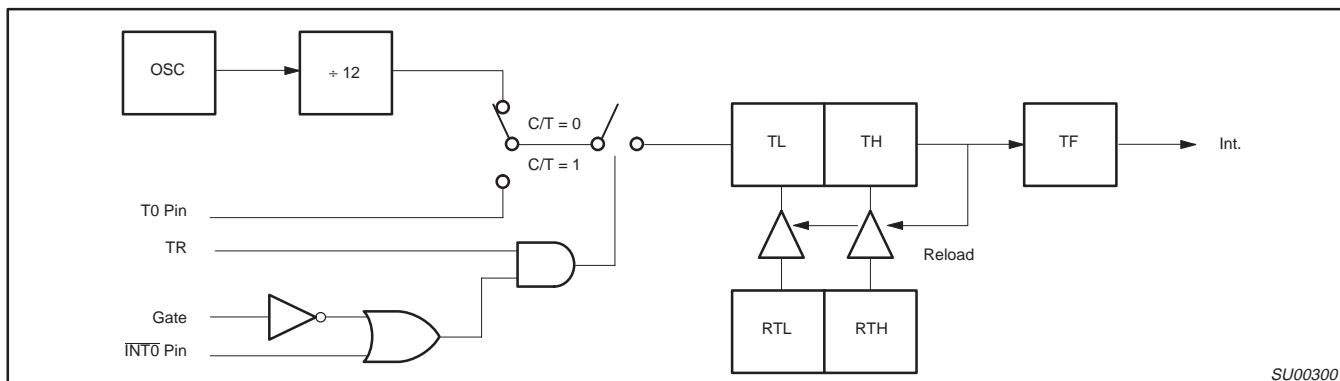 OSC
÷ 12
C/T = 0
C/T = 1
TL
TH
TF
Int.
T0 Pin
TR
Reload
Gate
INT0 Pin
RTL
RTH
SU00300